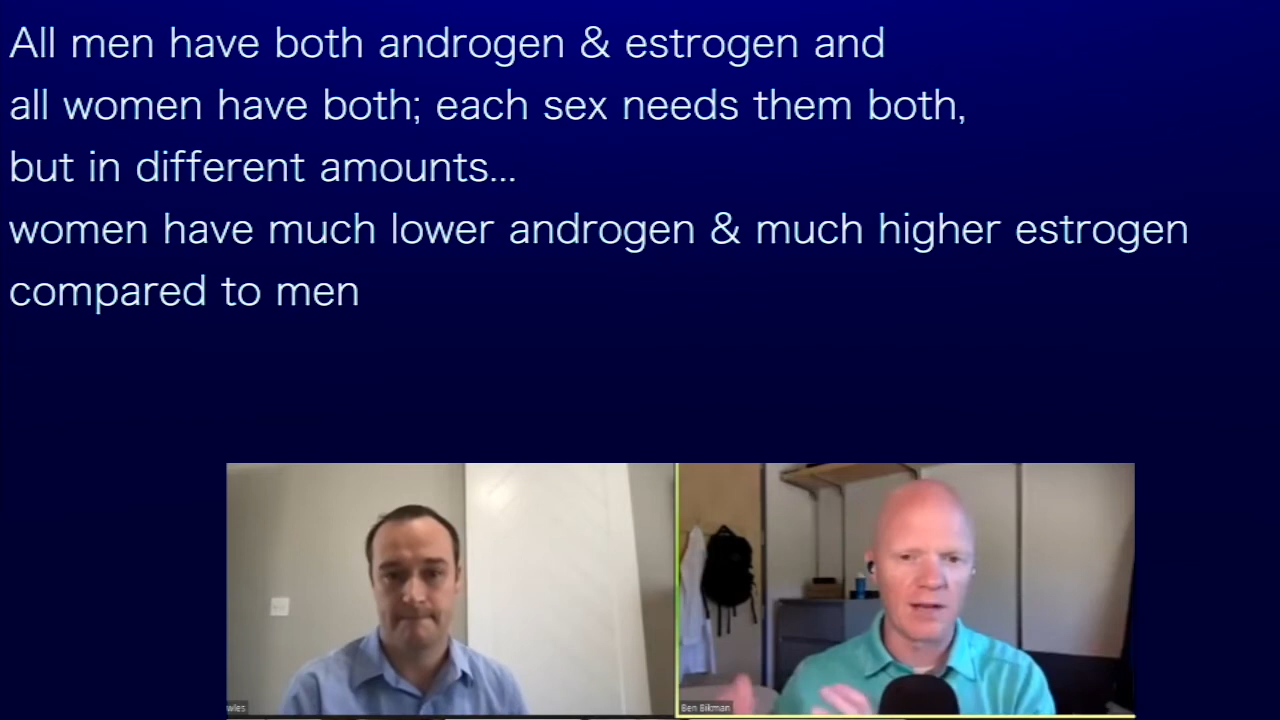 All men have both androgen & estrogen and
all women have both; each sex needs them both,
but in different amounts...
women have much lower androgen & much higher estrogen
compared to men
wles
Ben Bikman